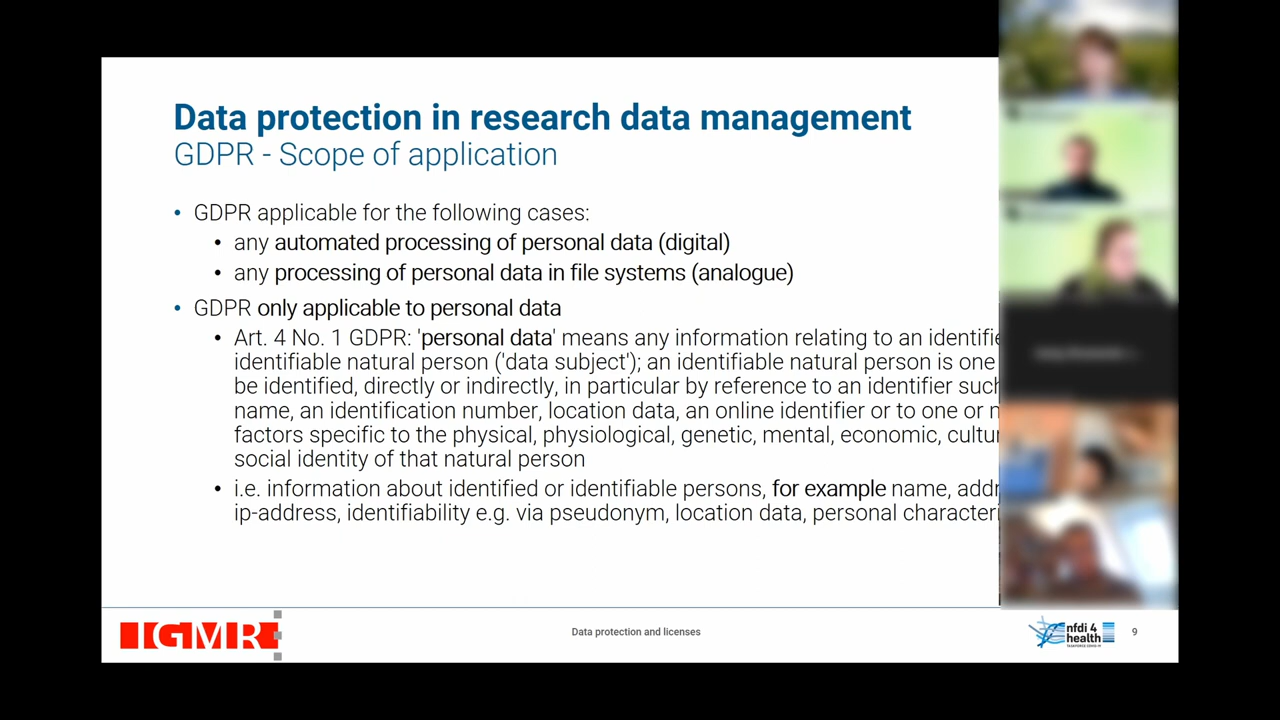 Data protection in research data management
GDPR - Scope of application
• GDPR applicable for the following cases:
• any automated processing of personal data (digital)
• any processing of personal data in file systems (analogue)
• GDPR only applicable to personal data
• Art. 4 No. 1 GDPR: 'personal data' means any information relating to an
identifiable natural person ('data subject'); an identifiable natural person is one
be identified, directly or indirectly, in particular by reference to an identifier
name, an identification number, location data, an online identifier or to one or
factors specific to the physical, physiological, genetic, mental, economic,
social identity of that natural person
• i.e. information about identified or identifiable persons, for example name,
ip-address, identifiability e.g. via pseudonym, location data, personal
IGMR
Data protection and licenses
nfdi 4
health
TASKFORCE COVID-19
9